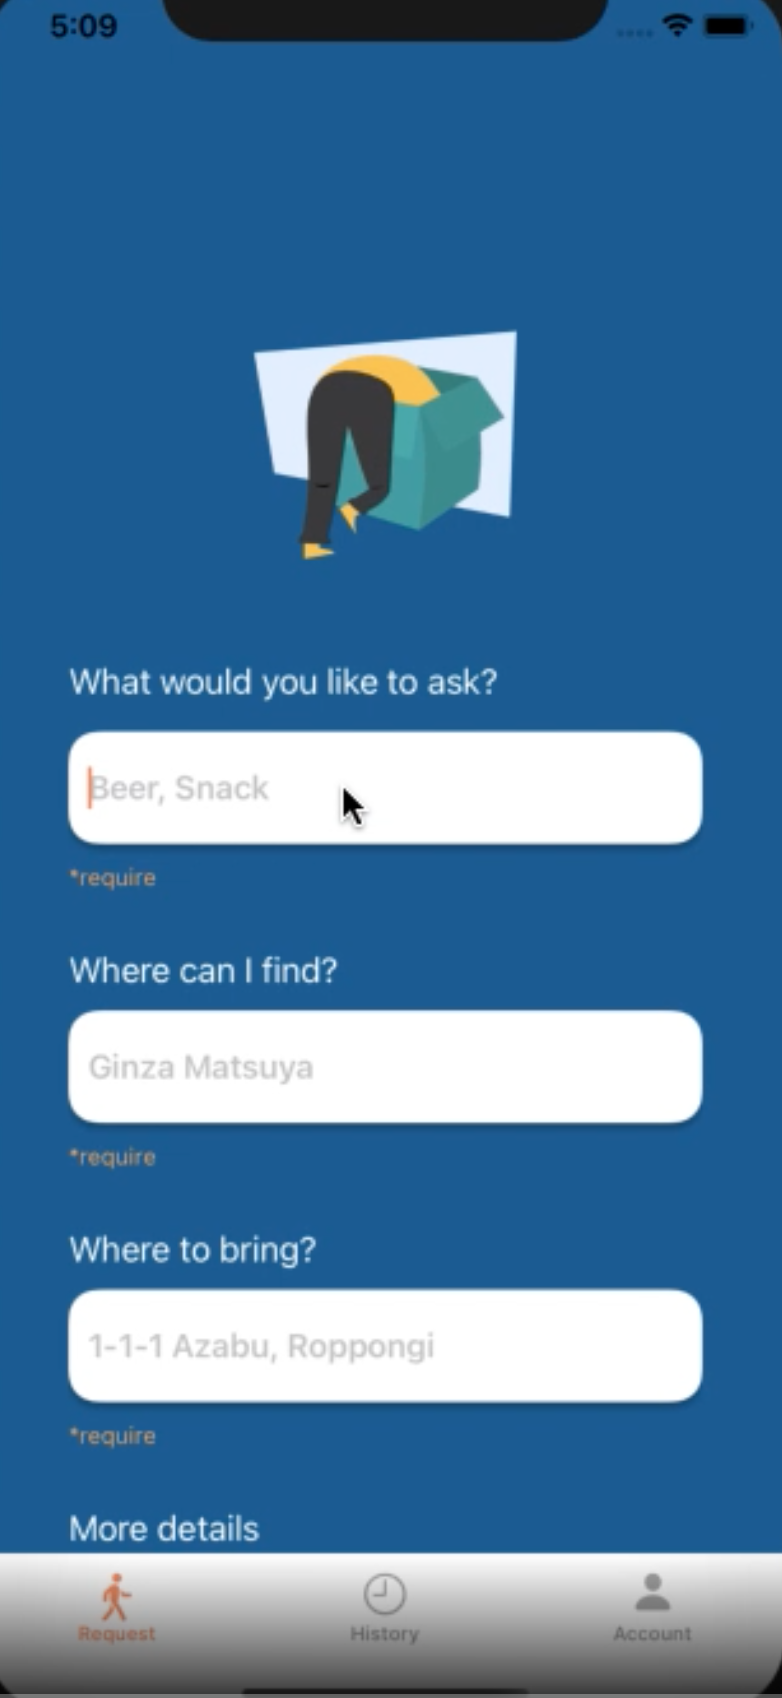 5:09
What would you like to ask?
Beer, Snack
*require
Where can I find?
Ginza Matsuya
*require
Where to bring?
1-1-1 Azabu, Roppongi
*require
More details
Request
History
Account